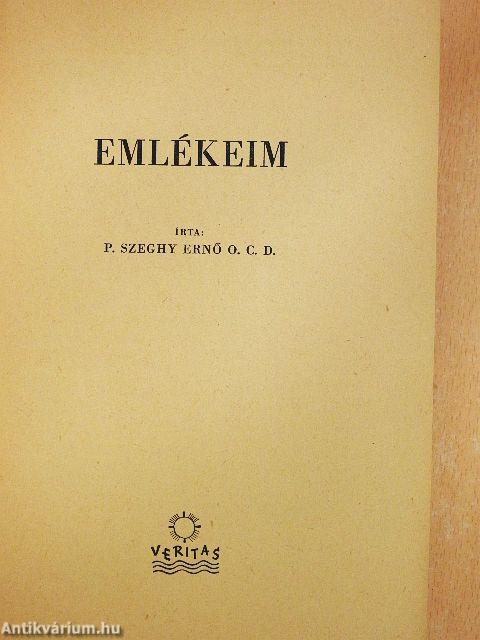 EMLÉKEIM
ÍRTA:
P. SZEGHY ERNŐ O. C. D.
VERITAS
Antikvárium.hu